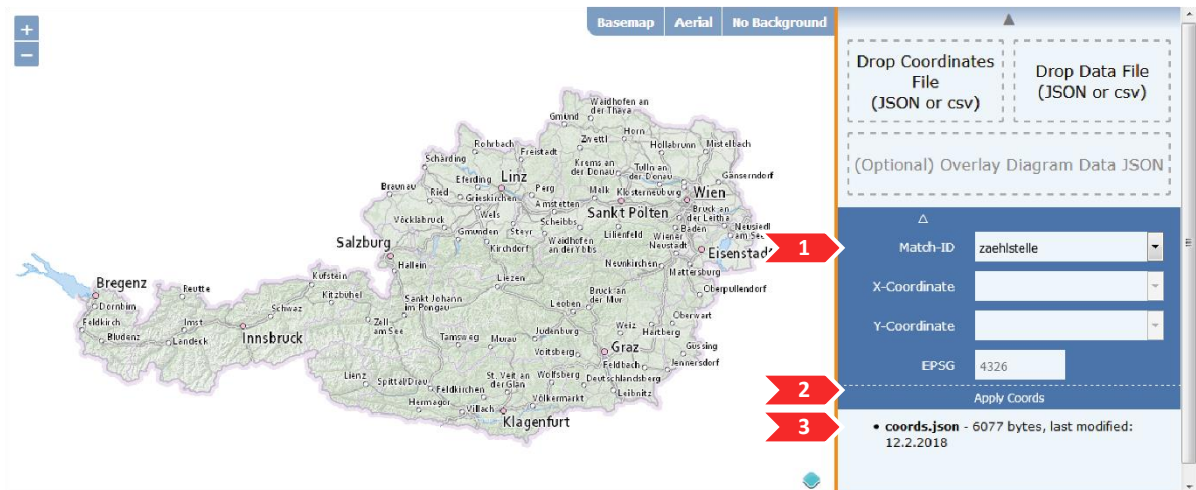 +
−
Basemap
Aerial
No Background
Drop Coordinates
File
(JSON or csv)
Drop Data File
(JSON or csv)
(Optional) Overlay Diagram Data JSON
1
Match-ID
zaehlstelle
X-Coordinate
Y-Coordinate
EPSG
4326
2
Apply Coords
3
• coords.json - 6077 bytes, last modified:
12.2.2018
Waidhofen an
der Thaya
Gmünd
Horn
Zwettl
Hollabrunn
Mistelbach
Rohrbach
Freistadt
Schärding
Krems an
der Donau
Tulln an
der Donau
Gänserndorf
Eferding
Linz
Perg
Melk
Klosterneuburg
Wien
Braunau
Ried
Grieskirchen
Amstetten
Sankt Pölten
Bruck an
der Leitha
Vöcklabruck
Wels
Scheibbs
Baden
Neusiedl
am See
Gmunden
Steyr
Lilienfeld
Wiener
Neustadt
Salzburg
Kirchdorf
Waidhofen
an der Ybbs
Eisenstadt
Hallein
Neunkirchen
Mattersburg
Liezen
Bregenz
Reutte
Kufstein
Kitzbühel
Sankt Johann
im Pongau
Bruck an
der Mur
Oberpullendorf
Dornbirn
Schwaz
Leoben
Feldkirch
Imst
Zell
am See
Oberwart
Bludenz
Landeck
Innsbruck
Tamsweg
Murau
Judenburg
Weiz
Hartberg
Voitsberg
Graz
Güssing
Feldbach
Jennersdorf
Lienz
Spittal/Drau
Feldkirchen
St. Veit an
der Glan
Wolfsberg
Deutschlandsberg
Leibnitz
Hermagor
Villach
Völkermarkt
Klagenfurt